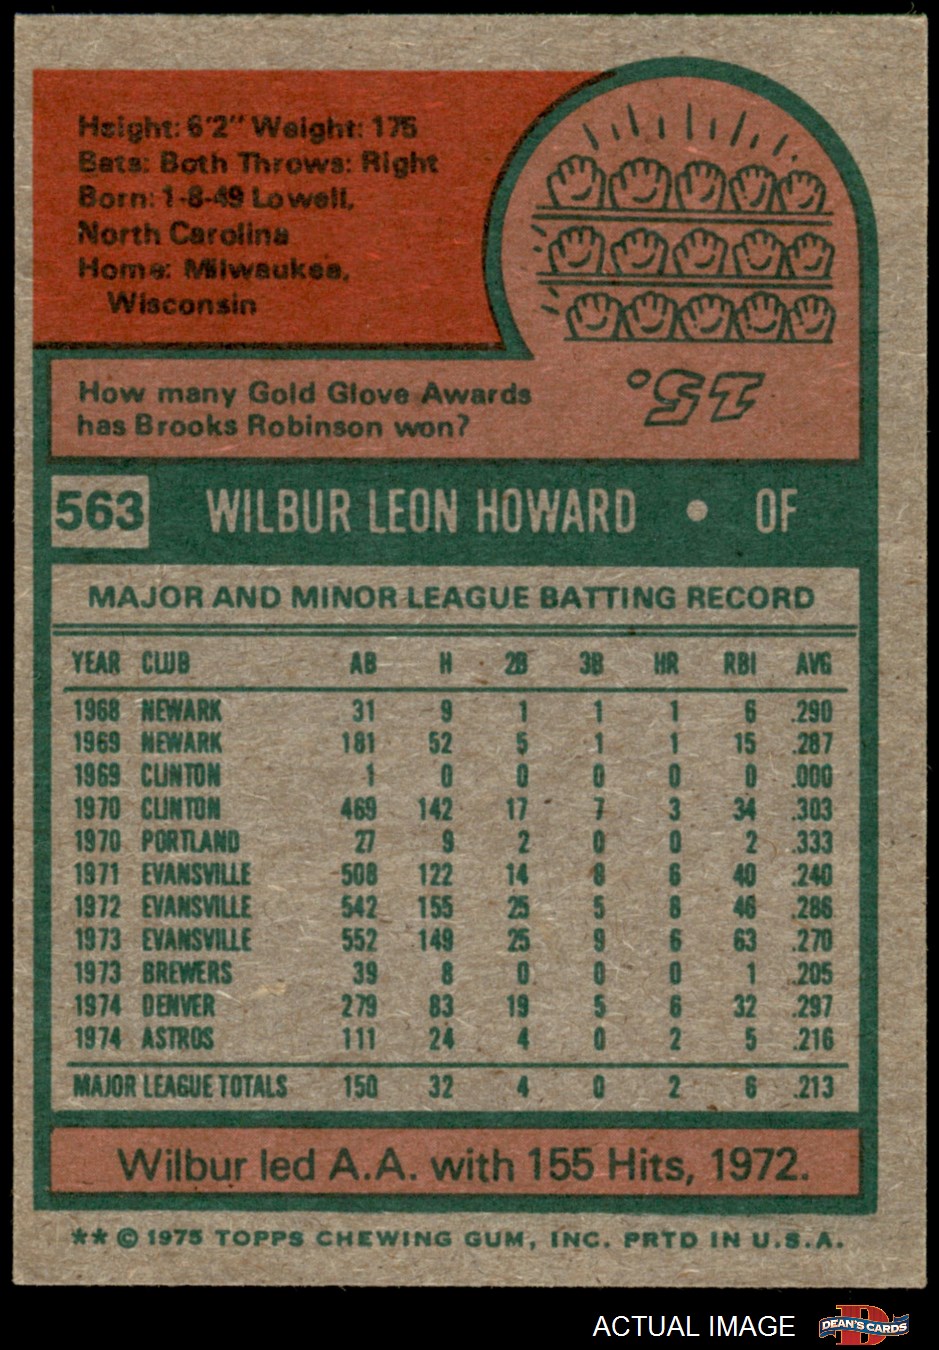 Height: 6'2" Weight: 175
Bats: Both Throws: Right
Born: 1-8-49 Lowell,
North Carolina
Home: Milwaukee,
Wisconsin
How many Gold Glove Awards
has Brooks Robinson won?
15.
563 WILBUR LEON HOWARD • OF
MAJOR AND MINOR LEAGUE BATTING RECORD
YEAR CLUB AB H 2B 3B HR RBI AVG
1968 NEWARK 31 9 1 1 1 6 .290
1969 NEWARK 181 52 5 1 1 15 .287
1969 CLINTON 1 0 0 0 0 0 .000
1970 CLINTON 469 142 17 7 3 34 .303
1970 PORTLAND 27 9 2 0 0 2 .333
1971 EVANSVILLE 508 122 14 8 6 40 .240
1972 EVANSVILLE 542 155 25 5 8 46 .286
1973 EVANSVILLE 552 149 25 9 6 63 .270
1973 BREWERS 39 8 0 0 0 1 .205
1974 DENVER 279 83 19 5 6 32 .297
1974 ASTROS 111 24 4 0 2 5 .216
MAJOR LEAGUE TOTALS 150 32 4 0 2 6 .213
Wilbur led A.A. with 155 Hits, 1972.
** © 1975 TOPPS CHEWING GUM, INC. PRTD IN U.S.A.
ACTUAL IMAGE
D
DEAN'S CARDS